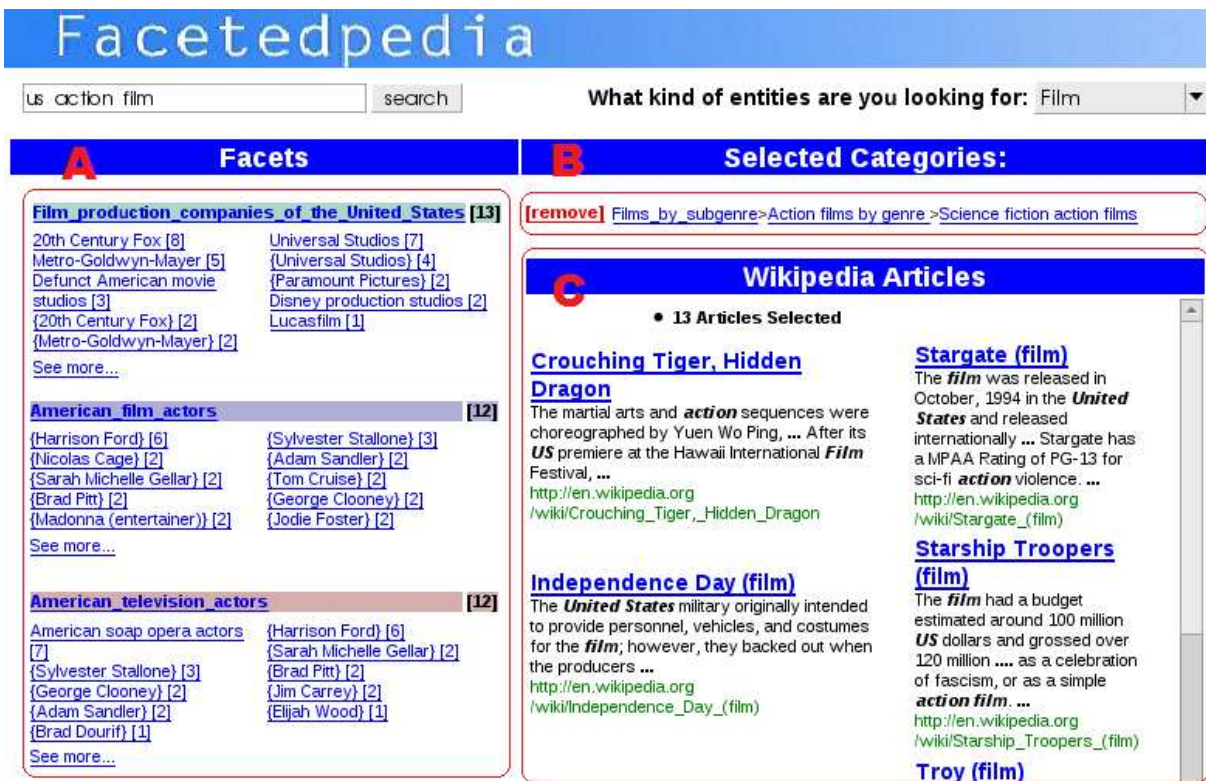 Facetedpedia
us action film
search
What kind of entities are you looking for: Film
A
Facets
Film_production_companies_of_the_United_States [13]
20th Century Fox [8]
Metro-Goldwyn-Mayer [5]
Defunct American movie
studios [3]
{20th Century Fox} [2]
{Metro-Goldwyn-Mayer} [2]
Universal Studios [7]
{Universal Studios} [4]
{Paramount Pictures} [2]
Disney production studios [2]
Lucasfilm [1]
See more...
American_film_actors [12]
{Harrison Ford} [6]
{Nicolas Cage} [2]
{Sarah Michelle Gellar} [2]
{Brad Pitt} [2]
{Madonna (entertainer)} [2]
{Sylvester Stallone} [3]
{Adam Sandler} [2]
{Tom Cruise} [2]
{George Clooney} [2]
{Jodie Foster} [2]
See more...
American_television_actors [12]
American soap opera actors
[7]
{Sylvester Stallone} [3]
{George Clooney} [2]
{Adam Sandler} [2]
{Brad Dourif} [1]
{Harrison Ford} [6]
{Sarah Michelle Gellar} [2]
{Brad Pitt} [2]
{Jim Carrey} [2]
{Elijah Wood} [1]
See more...
B
Selected Categories:
[remove] Films_by_subgenre>Action films by genre >Science fiction action films
C
Wikipedia Articles
• 13 Articles Selected
Crouching Tiger, Hidden
Dragon
The martial arts and action sequences were
choreographed by Yuen Wo Ping, ... After its
US premiere at the Hawaii International Film
Festival, ...
http://en.wikipedia.org
/wiki/Crouching_Tiger,_Hidden_Dragon
Independence Day (film)
The United States military originally intended
to provide personnel, vehicles, and costumes
for the film; however, they backed out when
the producers ...
http://en.wikipedia.org
/wiki/Independence_Day_(film)
Stargate (film)
The film was released in
October, 1994 in the United
States and released
internationally ... Stargate has
a MPAA Rating of PG-13 for
sci-fi action violence. ...
http://en.wikipedia.org
/wiki/Stargate_(film)
Starship Troopers
(film)
The film had a budget
estimated around 100 million
US dollars and grossed over
120 million .... as a celebration
of fascism, or as a simple
action film. ...
http://en.wikipedia.org
/wiki/Starship_Troopers_(film)
Troy (film)